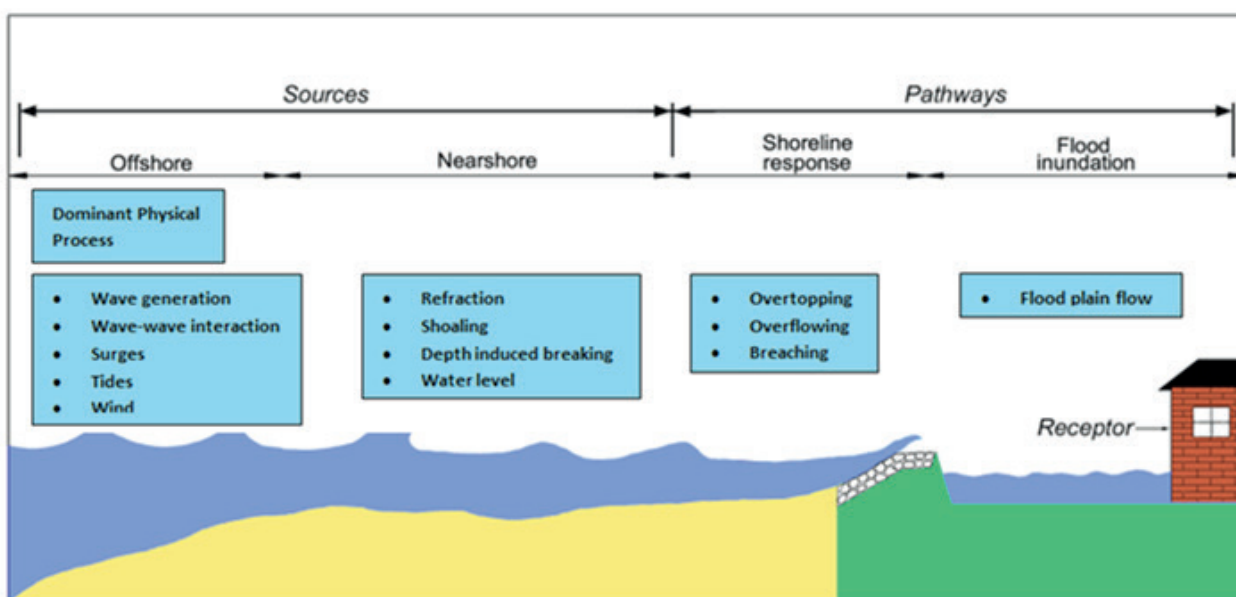 Sources
Pathways
Offshore
Nearshore
Shoreline
response
Flood
inundation
Dominant Physical
Process
• Wave generation
• Wave-wave interaction
• Surges
• Tides
• Wind
• Refraction
• Shoaling
• Depth induced breaking
• Water level
• Overtopping
• Overflowing
• Breaching
• Flood plain flow
Receptor